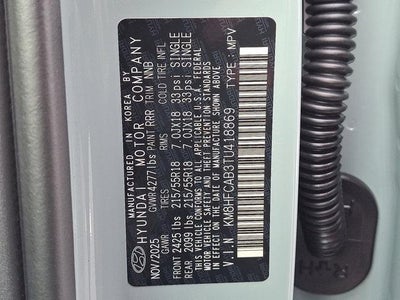 MANUFACTURED IN KOREA BY
HYUNDAI MOTOR COMPANY
NOV/2025 GVWR 4277 lbs PAINT RRR TRIM NNB
GAWR TIRES RIMS COLD TIRE INFL
FRONT 2425 lbs 215/55R18 7.0JX18 33psi SINGLE
REAR 2099 lbs 215/55R18 7.0JX18 33psi SINGLE
THIS VEHICLE CONFORMS TO ALL APPLICABLE U.S.A. FEDERAL
MOTOR VEHICLE SAFETY, BUMPER, AND THEFT PREVENTION
STANDARDS IN EFFECT ON THE DATE OF MANUFACTURE SHOWN ABOVE
V.I.N : KM8HFCAB3TU418869 TYPE : MPV